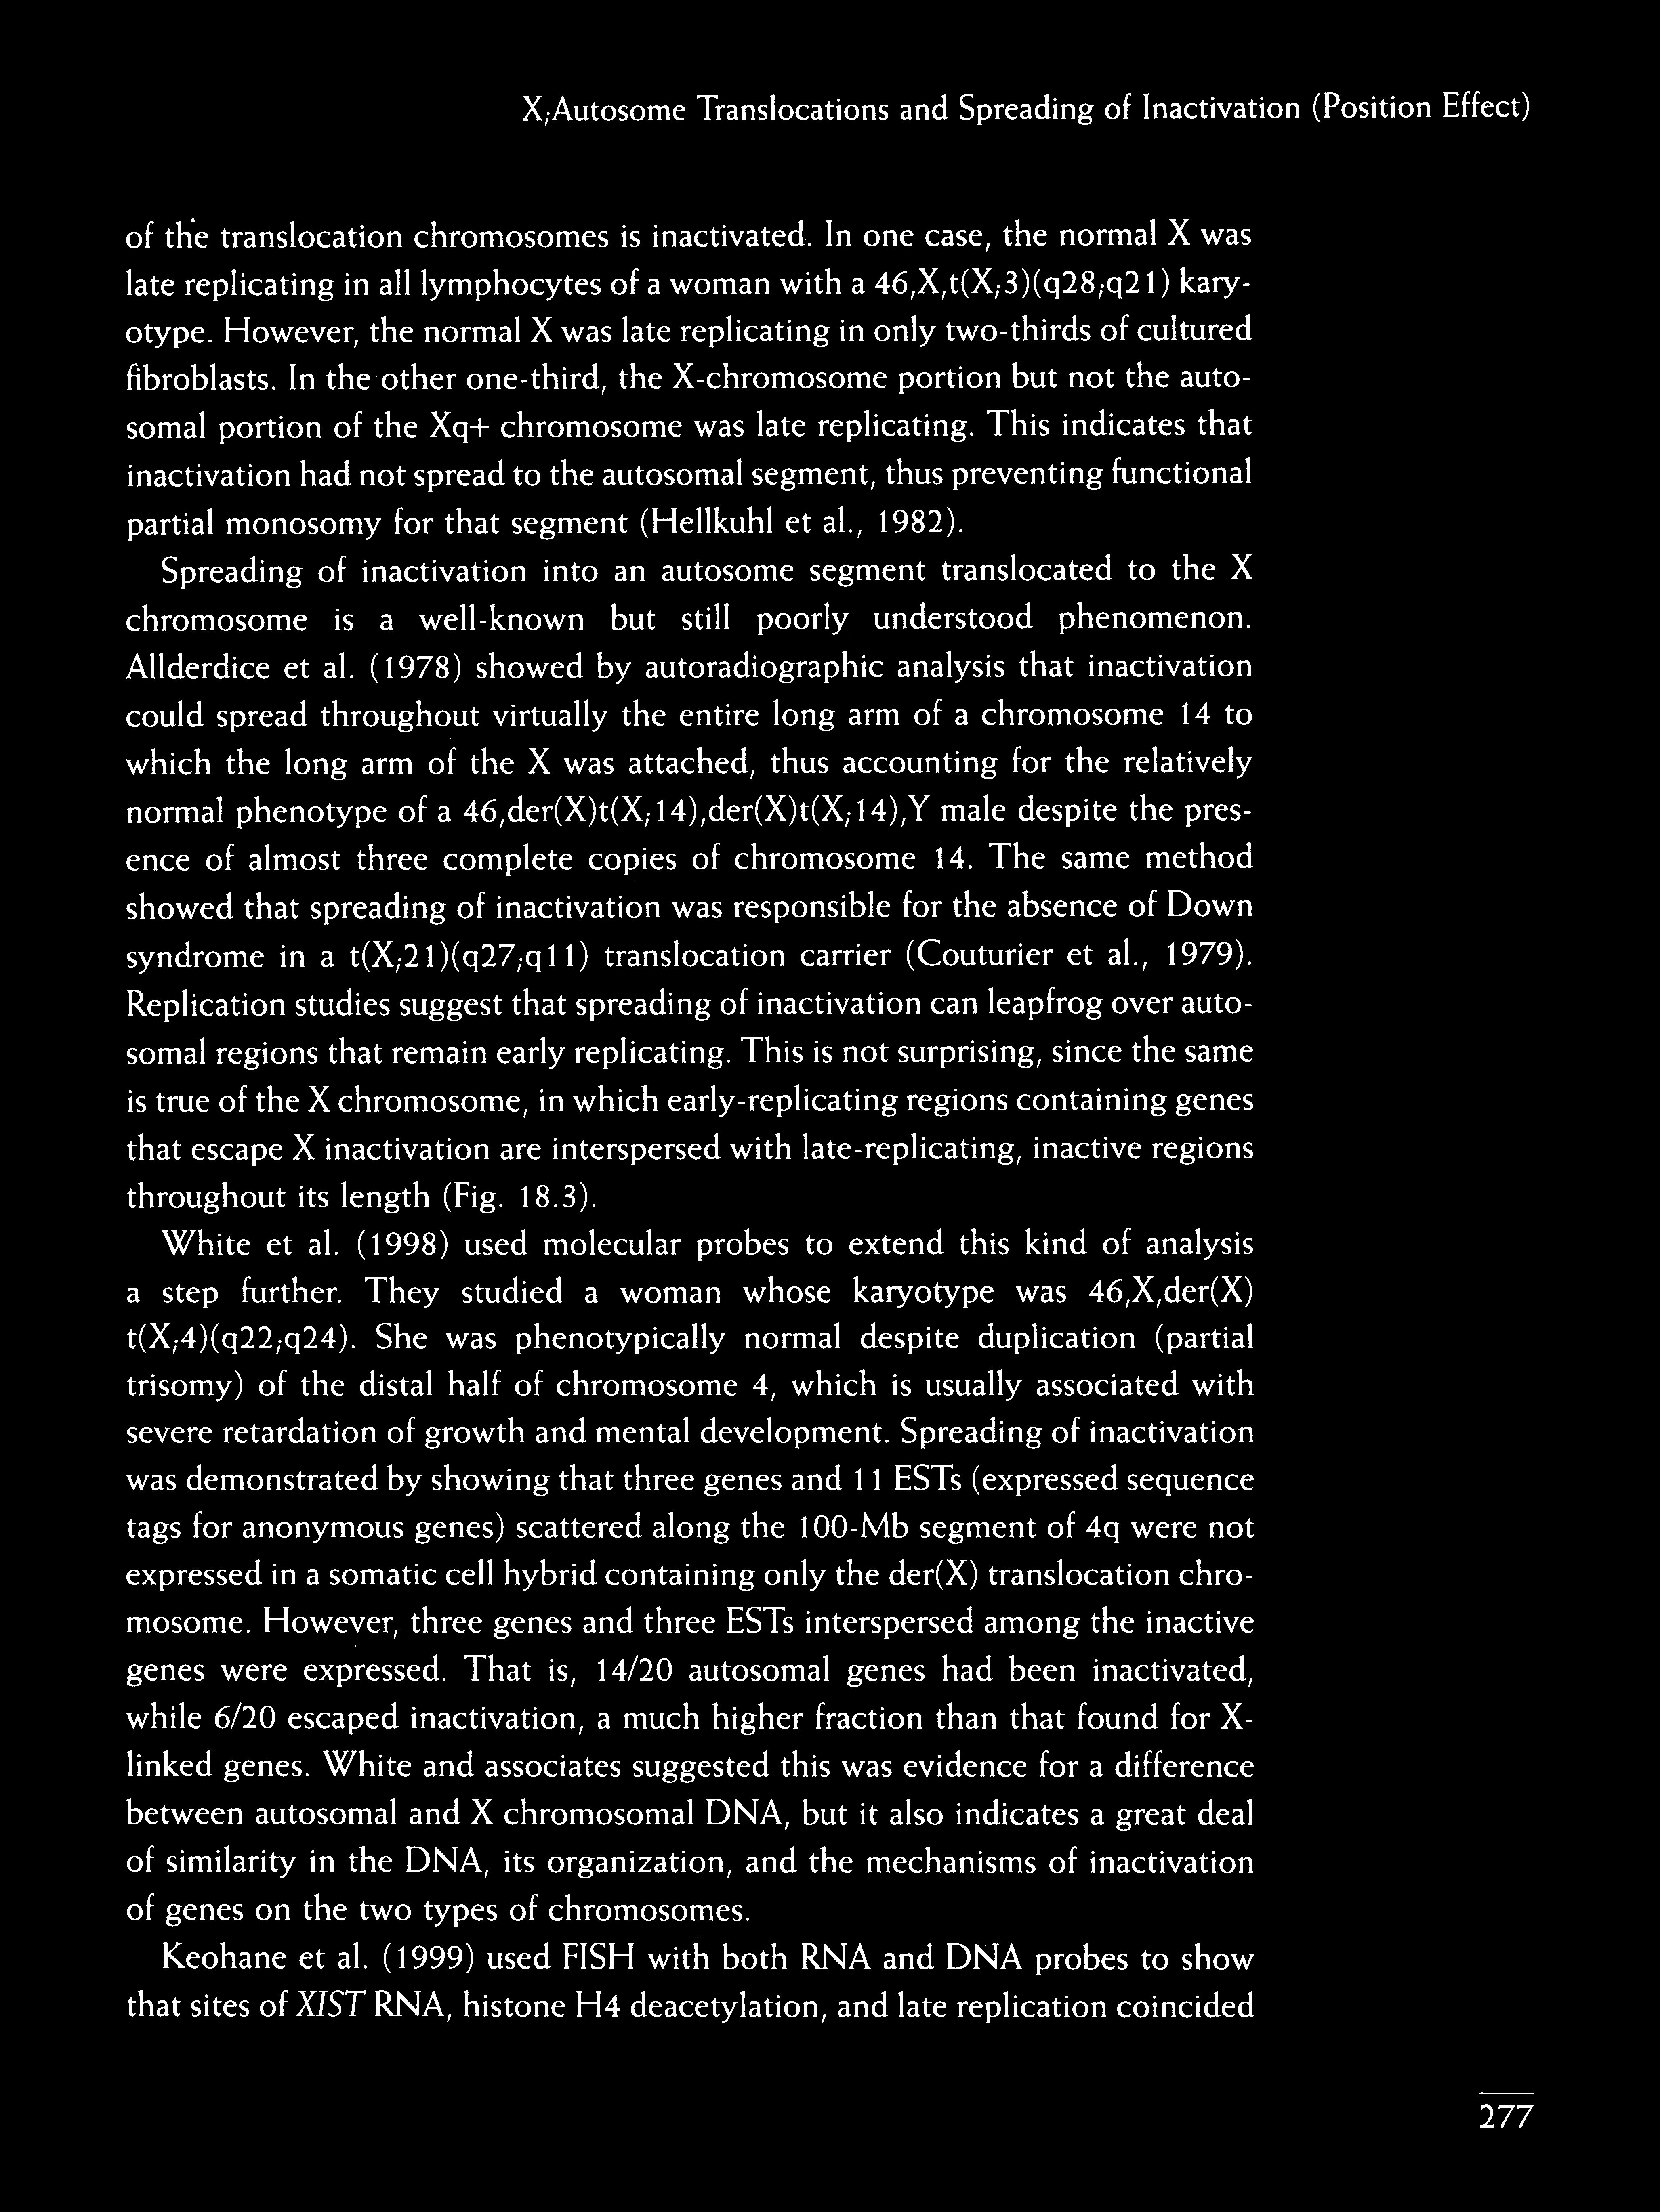 X;Autosome Translocations and Spreading of Inactivation (Position Effect)
of the translocation chromosomes is inactivated. In one case, the normal X was
late replicating in all lymphocytes of a woman with a 46,X,t(X;3)(q28;q21) kary-
otype. However, the normal X was late replicating in only two-thirds of cultured
fibroblasts. In the other one-third, the X-chromosome portion but not the auto-
somal portion of the Xq+ chromosome was late replicating. This indicates that
inactivation had not spread to the autosomal segment, thus preventing functional
partial monosomy for that segment (Hellkuhl et al., 1982).
Spreading of inactivation into an autosome segment translocated to the X
chromosome is a well-known but still poorly understood phenomenon.
Allderdice et al. (1978) showed by autoradiographic analysis that inactivation
could spread throughout virtually the entire long arm of a chromosome 14 to
which the long arm of the X was attached, thus accounting for the relatively
normal phenotype of a 46,der(X)t(X;14),der(X)t(X;14),Y male despite the pres-
ence of almost three complete copies of chromosome 14. The same method
showed that spreading of inactivation was responsible for the absence of Down
syndrome in a t(X;21)(q27;q11) translocation carrier (Couturier et al., 1979).
Replication studies suggest that spreading of inactivation can leapfrog over auto-
somal regions that remain early replicating. This is not surprising, since the same
is true of the X chromosome, in which early-replicating regions containing genes
that escape X inactivation are interspersed with late-replicating, inactive regions
throughout its length (Fig. 18.3).
White et al. (1998) used molecular probes to extend this kind of analysis
a step further. They studied a woman whose karyotype was 46,X,der(X)
t(X;4)(q22;q24). She was phenotypically normal despite duplication (partial
trisomy) of the distal half of chromosome 4, which is usually associated with
severe retardation of growth and mental development. Spreading of inactivation
was demonstrated by showing that three genes and 11 ESTs (expressed sequence
tags for anonymous genes) scattered along the 100-Mb segment of 4q were not
expressed in a somatic cell hybrid containing only the der(X) translocation chro-
mosome. However, three genes and three ESTs interspersed among the inactive
genes were expressed. That is, 14/20 autosomal genes had been inactivated,
while 6/20 escaped inactivation, a much higher fraction than that found for X-
linked genes. White and associates suggested this was evidence for a difference
between autosomal and X chromosomal DNA, but it also indicates a great deal
of similarity in the DNA, its organization, and the mechanisms of inactivation
of genes on the two types of chromosomes.
Keohane et al. (1999) used FISH with both RNA and DNA probes to show
that sites of XIST RNA, histone H4 deacetylation, and late replication coincided
277